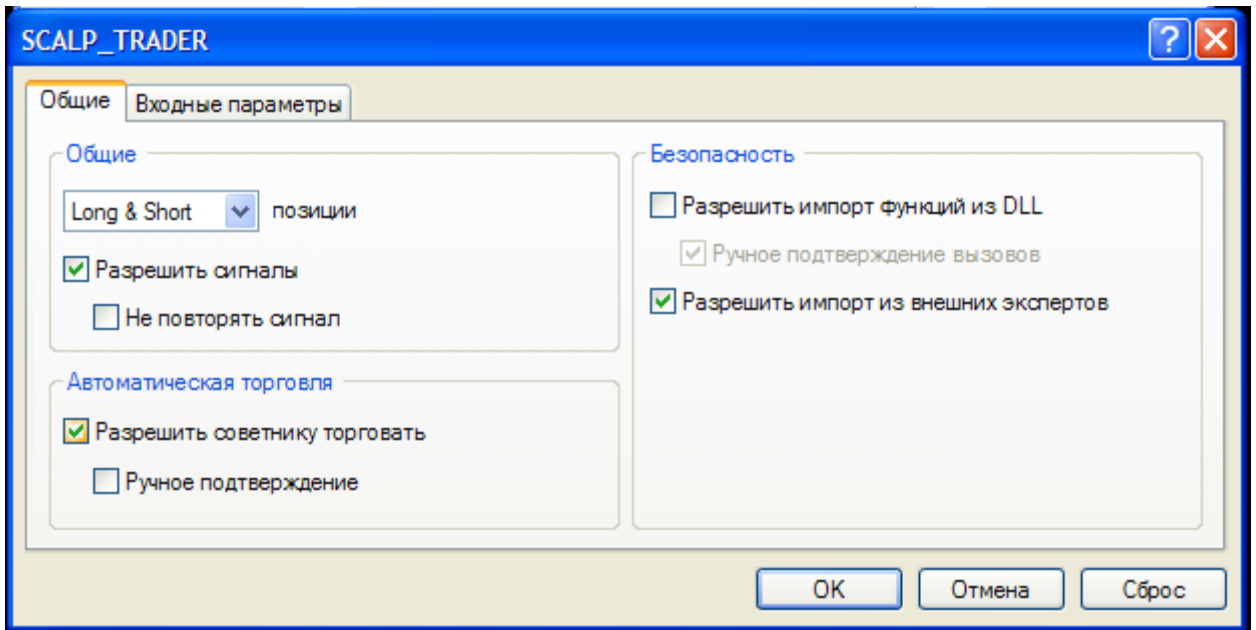 SCALP_TRADER
Общие
Входные параметры
Общие
Long & Short
позиции
Разрешить сигналы
Не повторять сигнал
Автоматическая торговля
Разрешить советнику торговать
Ручное подтверждение
Безопасность
Разрешить импорт функций из DLL
Ручное подтверждение вызовов
Разрешить импорт из внешних экспертов
OK
Отмена
Сброс